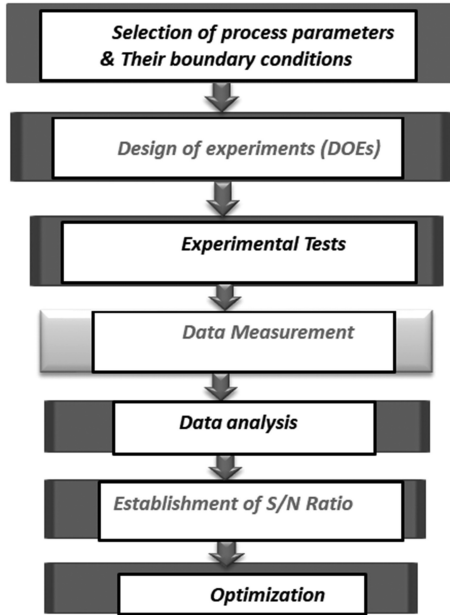 Selection of process parameters
& Their boundary conditions
Design of experiments (DOEs)
Experimental Tests
Data Measurement
Data analysis
Establishment of S/N Ratio
Optimization